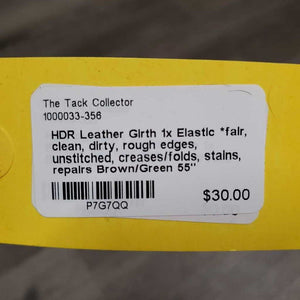 The Tack Collector
1000033-356
HDR Leather Girth 1x Elastic *fair,
clean, dirty, rough edges,
unstitched, creases/folds, stains,
repairs Brown/Green 55"
$30.00
P7G7QQ